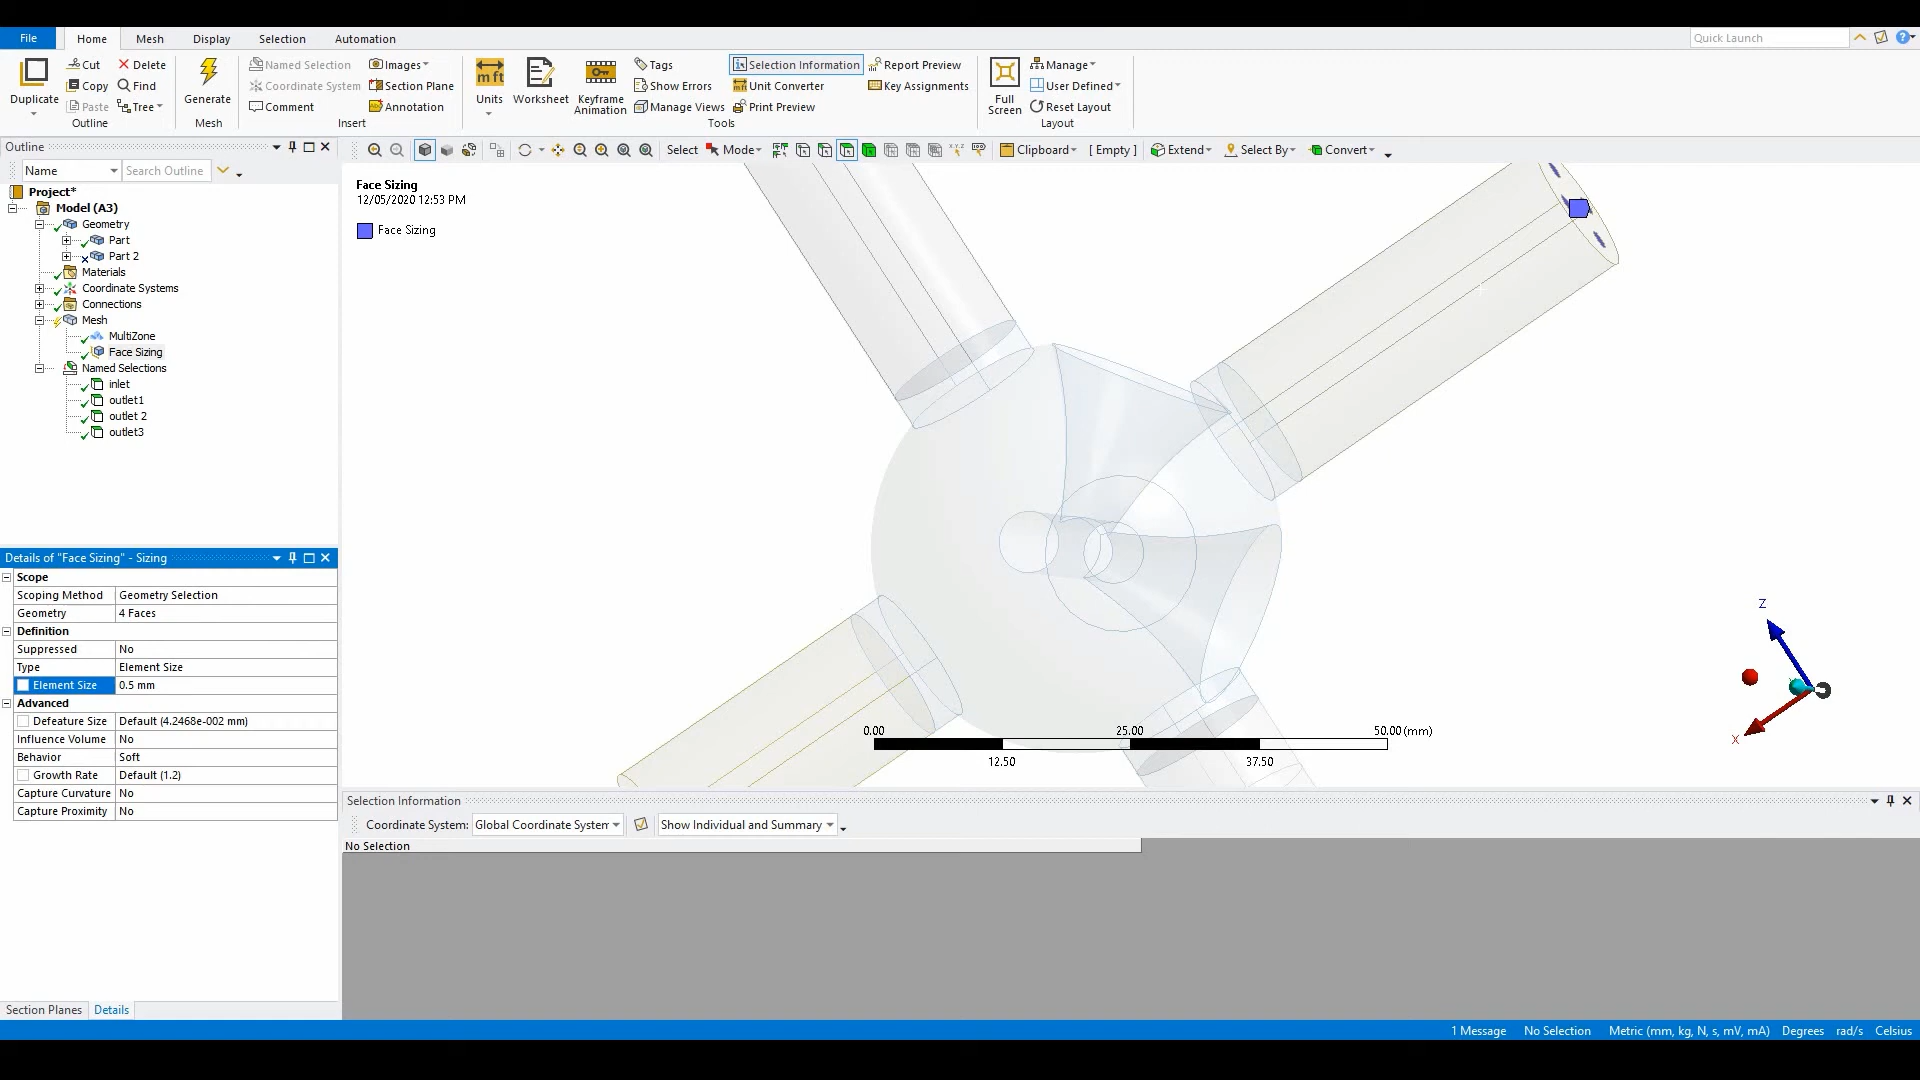 File Home Mesh Display Selection Automation Quick Launch
Cut Delete Named Selection Images Tags Selection Information Report Preview Manage
Copy Find Coordinate System Section Plane Show Errors Unit Converter Key Assignments User Defined
Duplicate Paste Tree Generate Comment Annotation Units Worksheet Keyframe Animation Manage Views Print Preview Full Screen Reset Layout
Outline Mesh Insert Tools Layout
Outline
Select Mode Clipboard [ Empty ] Extend Select By Convert
Name Search Outline
Project*
Model (A3)
Geometry
Part
Part 2
Materials
Coordinate Systems
Connections
Mesh
MultiZone
Face Sizing
Named Selections
inlet
outlet1
outlet 2
outlet3
Face Sizing
12/05/2020 12:53 PM
Face Sizing
Details of "Face Sizing" - Sizing
Scope
Scoping Method Geometry Selection
Geometry 4 Faces
Definition
Suppressed No
Type Element Size
Element Size 0.5 mm
Advanced
Defeature Size Default (4.2468e-002 mm)
Influence Volume No
Behavior Soft
Growth Rate Default (1.2)
Capture Curvature No
Capture Proximity No
Section Planes Details
Z
X
0.00 25.00 50.00 (mm)
12.50 37.50
Selection Information
Coordinate System: Global Coordinate System Show Individual and Summary
No Selection
1 Message No Selection Metric (mm, kg, N, s, mV, mA) Degrees rad/s Celsius